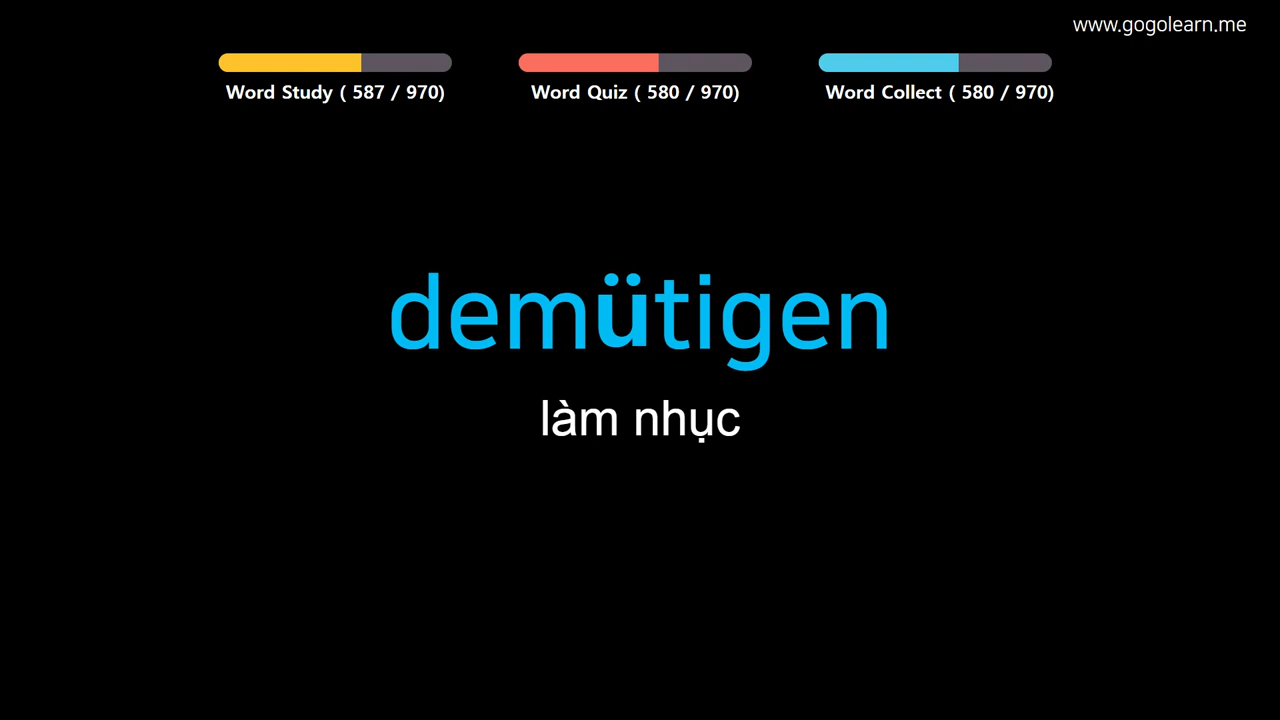 www.gogolearn.me
Word Study ( 587 / 970)
Word Quiz ( 580 / 970)
Word Collect ( 580 / 970)
demütigen
làm nhục